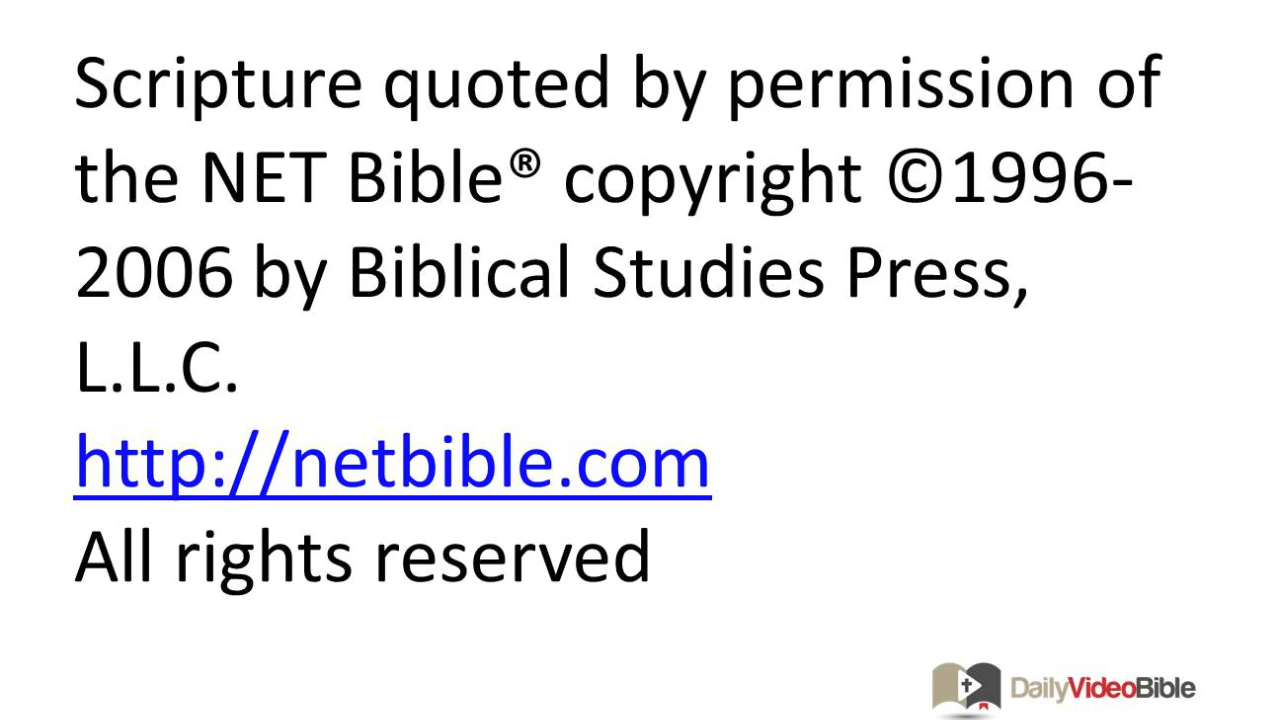 Scripture quoted by permission of
the NET Bible® copyright ©1996-
2006 by Biblical Studies Press,
L.L.C.
http://netbible.com
All rights reserved
DailyVideoBible